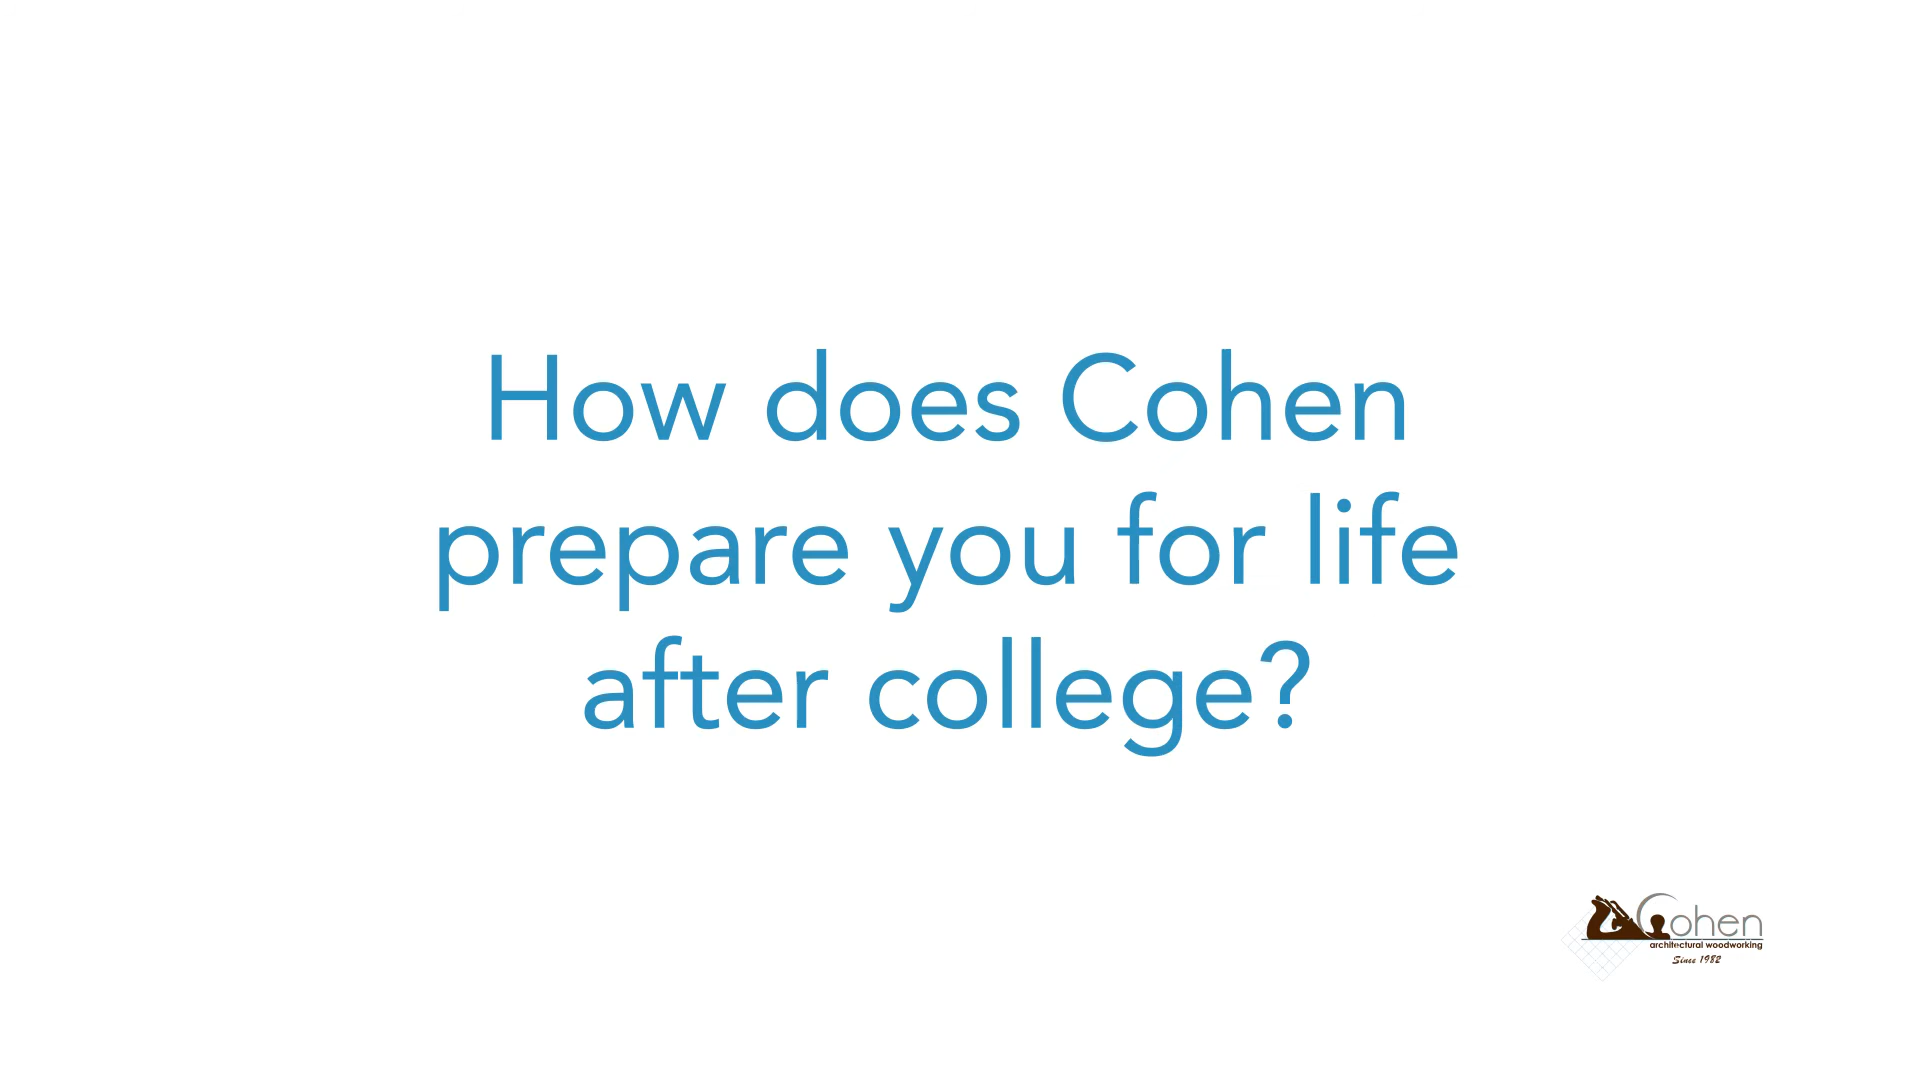 How does Cohen
prepare you for life
after college?
Cohen
architectural woodworking
Since 1982